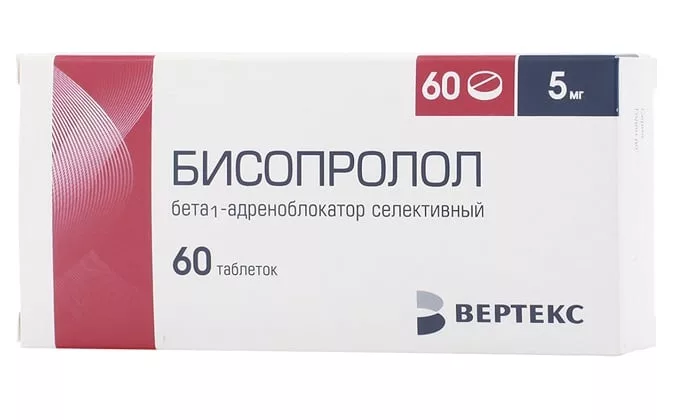 60 5 мг
БИСОПРОЛОЛ
бета1-адреноблокатор селективный
60 таблеток
ВЕРТЕКС